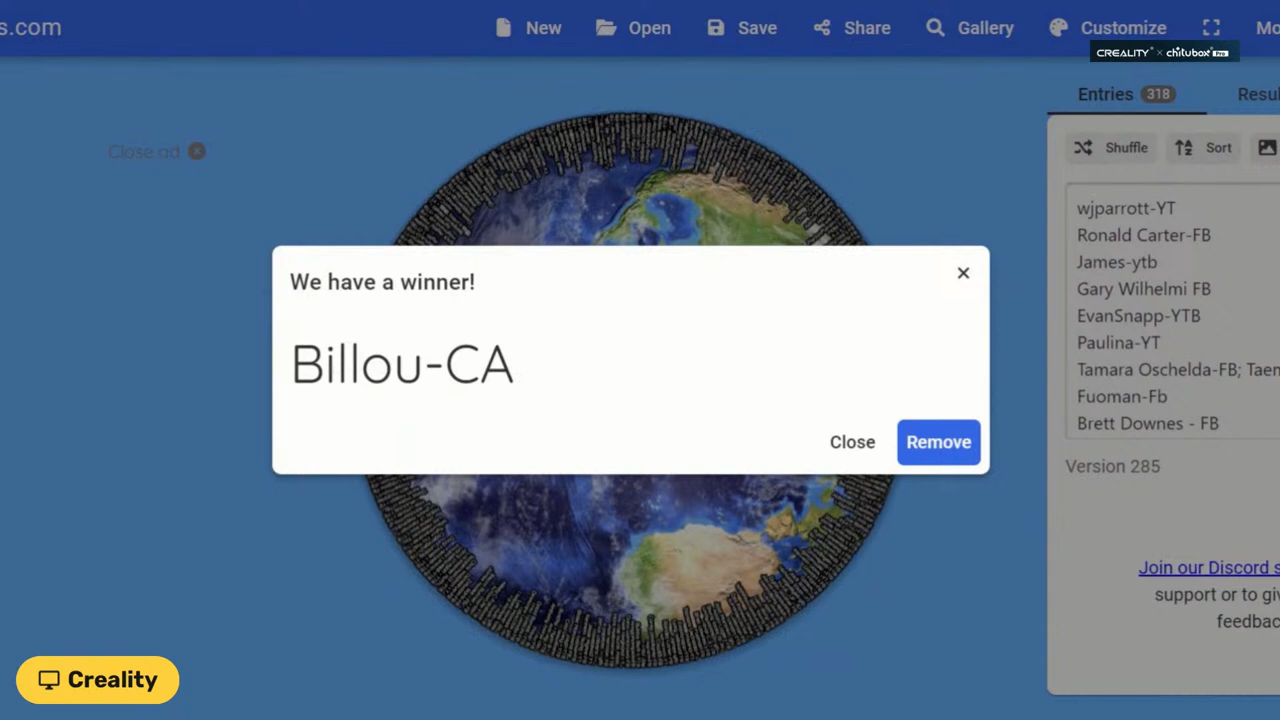 s.com
New
Open
Save
Share
Gallery
Customize
Mo
CREALITY × chitubox Pro
Entries 318
Resul
Close ad
Shuffle
Sort
wjparrott-YT
Ronald Carter-FB
James-ytb
Gary Wilhelmi FB
EvanSnapp-YTB
Paulina-YT
Tamara Oschelda-FB; Taem
Fuoman-Fb
Brett Downes - FB
Version 285
We have a winner!
Billou-CA
Close
Remove
Join our Discord s
support or to giv
feedbac
Creality